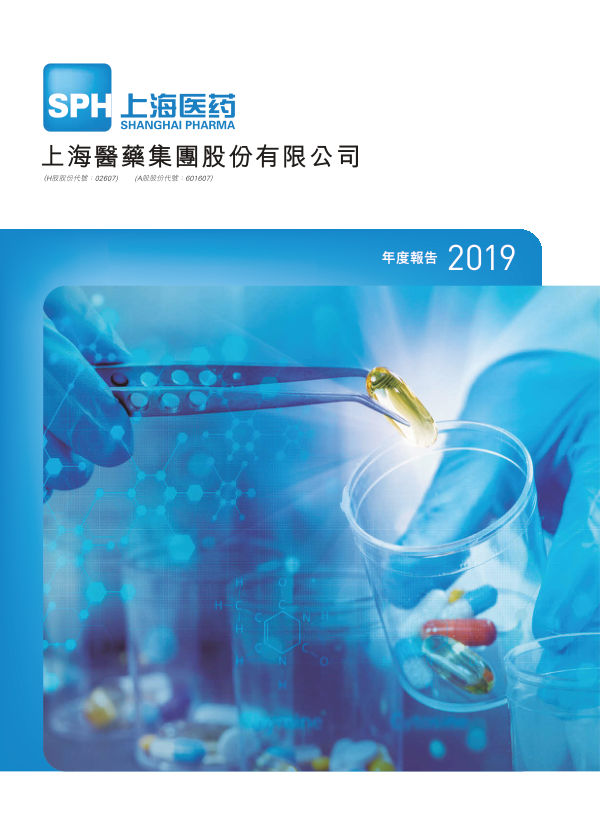 SPH 上海医药
SHANGHAI PHARMA
上海醫藥集團股份有限公司
(H股股份代號：02607) (A股股份代號：601607)
年度報告 2019
H O
H C C N H
C C
H C C
H N O
H